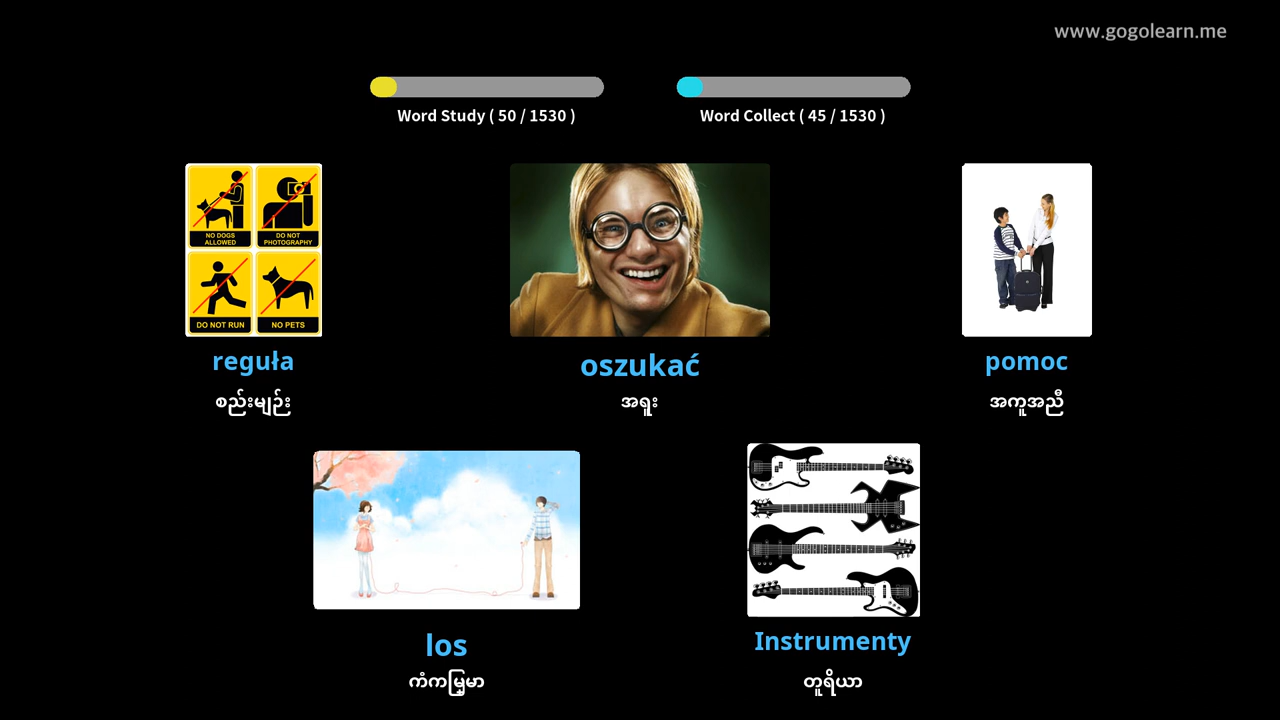 www.gogolearn.me
Word Study ( 50 / 1530 )
Word Collect ( 45 / 1530 )
NO DOGS ALLOWED
DO NOT PHOTOGRAPHY
DO NOT RUN
NO PETS
reguła
oszukać
pomoc
စည်းမျဉ်း
အရူး
အကူအညီ
los
Instrumenty
ကံကမ္မြမာ
တူရိယာ